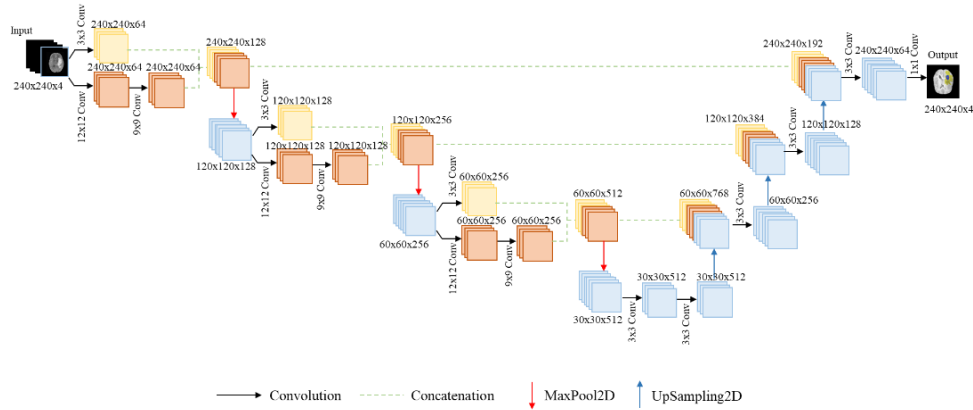 Input
240x240x4
3x3 Conv
240x240x64
12x12 Conv
240x240x64
9x9 Conv
240x240x64
240x240x128
120x120x128
3x3 Conv
120x120x128
12x12 Conv
120x120x128
9x9 Conv
120x120x128
120x120x256
60x60x256
3x3 Conv
60x60x256
12x12 Conv
60x60x256
9x9 Conv
60x60x256
60x60x512
30x30x512
3x3 Conv
30x30x512
3x3 Conv
30x30x512
60x60x768
3x3 Conv
60x60x256
120x120x384
3x3 Conv
120x120x128
240x240x192
3x3 Conv
240x240x64
1x1 Conv
Output
240x240x4
Convolution
Concatenation
MaxPool2D
UpSampling2D